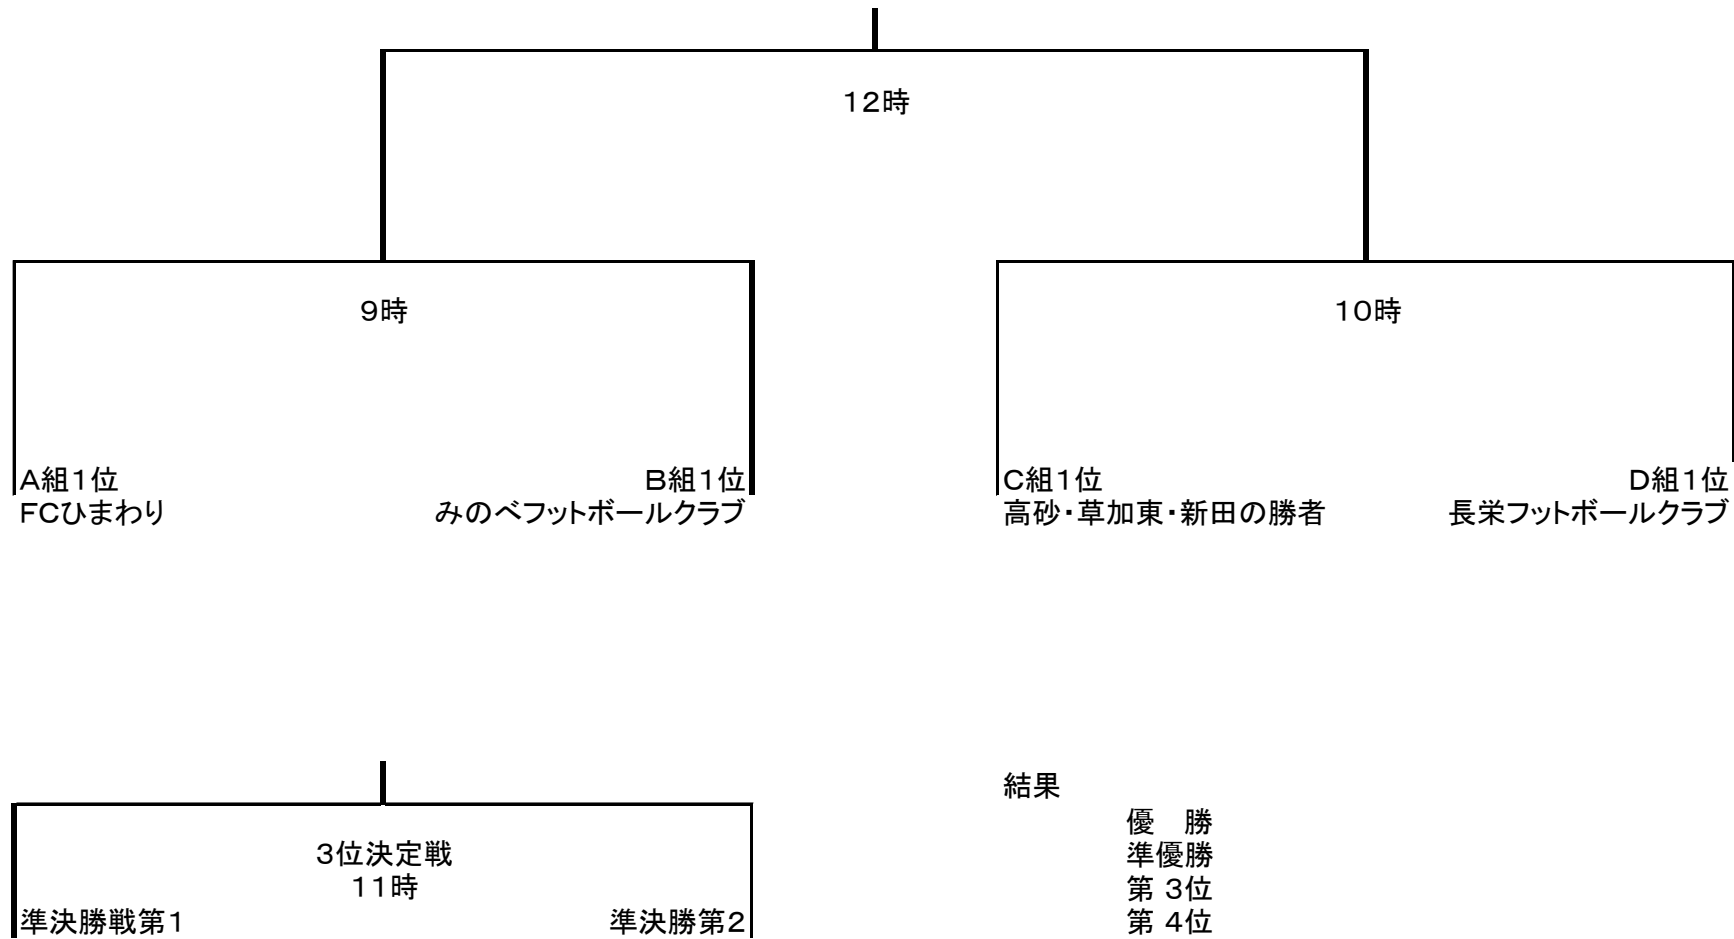 12時
9時
10時
A組1位
FCひまわり
B組1位
みのべフットボールクラブ
C組1位
高砂・草加東・新田の勝者
D組1位
長栄フットボールクラブ
3位決定戦
11時
準決勝戦第1
準決勝第2
結果
優　勝
準優勝
第 3位
第 4位